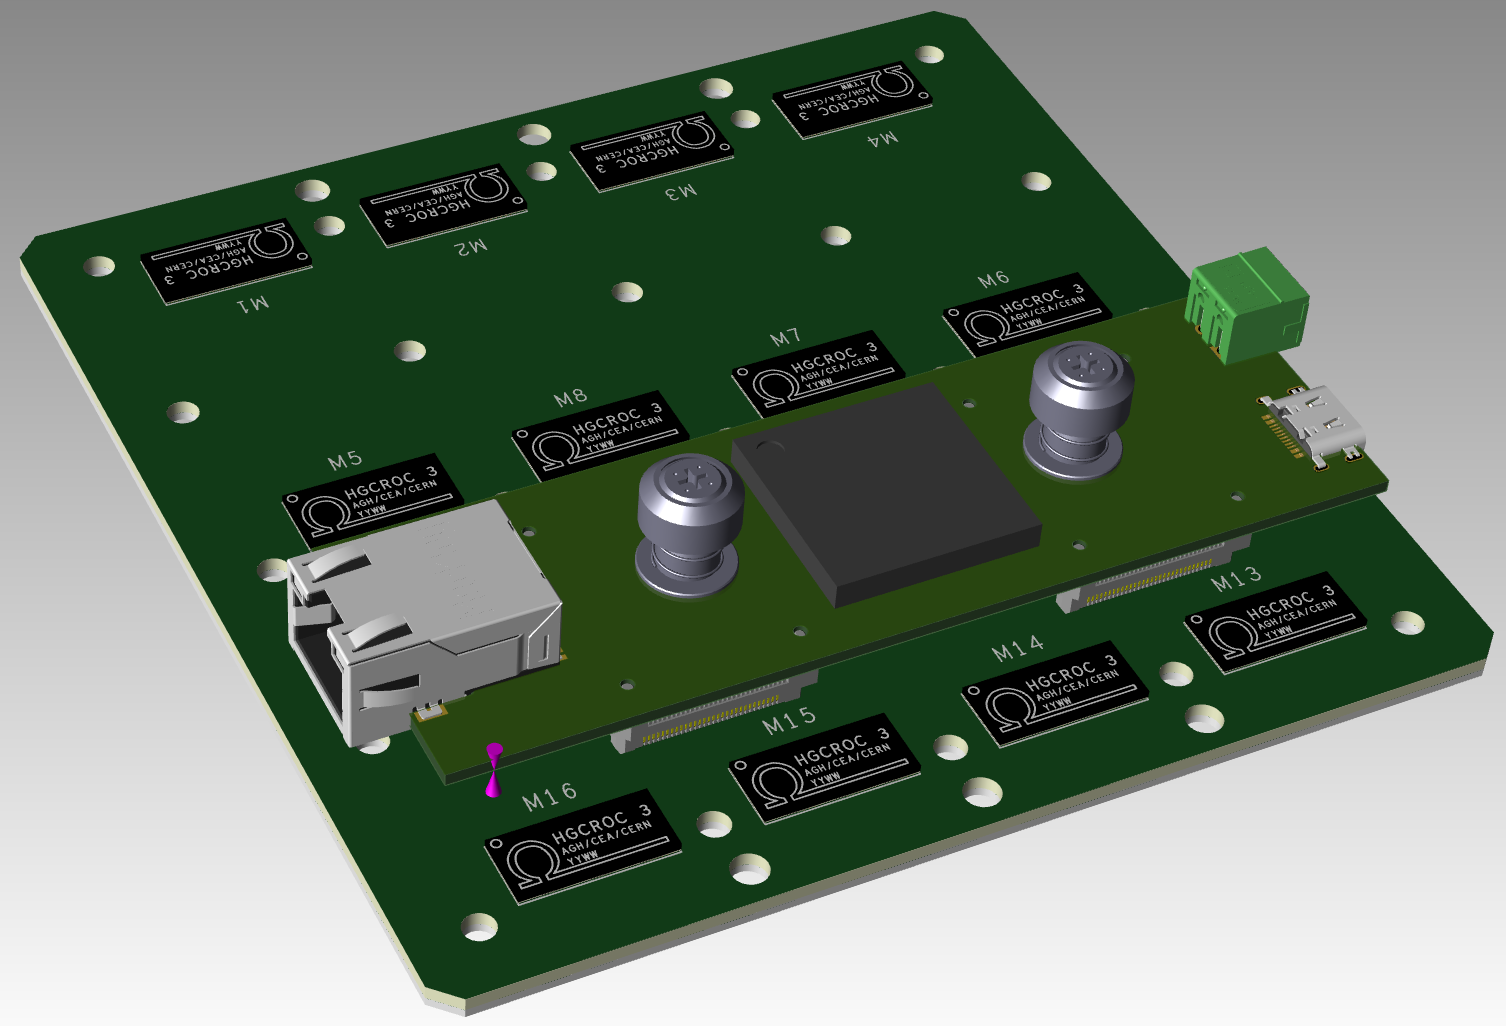 HGCROC 3
AGH/CEA/CERN
YYWW
M4
HGCROC 3
AGH/CEA/CERN
YYWW
M3
HGCROC 3
AGH/CEA/CERN
YYWW
M2
HGCROC 3
AGH/CEA/CERN
YYWW
M1
M5
HGCROC 3
AGH/CEA/CERN
YYWW
M8
HGCROC 3
AGH/CEA/CERN
YYWW
M7
HGCROC 3
AGH/CEA/CERN
YYWW
M6
HGCROC 3
AGH/CEA/CERN
YYWW
M16
HGCROC 3
AGH/CEA/CERN
YYWW
M15
HGCROC 3
AGH/CEA/CERN
YYWW
M14
HGCROC 3
AGH/CEA/CERN
YYWW
M13
HGCROC 3
AGH/CEA/CERN
YYWW